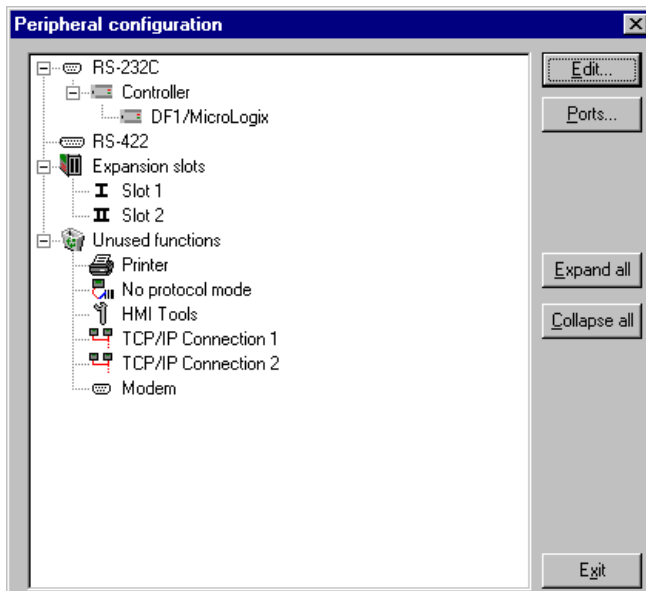 Peripheral configuration
RS-232C
Controller
DF1/MicroLogix
RS-422
Expansion slots
I Slot 1
II Slot 2
Unused functions
Printer
No protocol mode
HMI Tools
TCP/IP Connection 1
TCP/IP Connection 2
Modem
Edit...
Ports...
Expand all
Collapse all
Exit